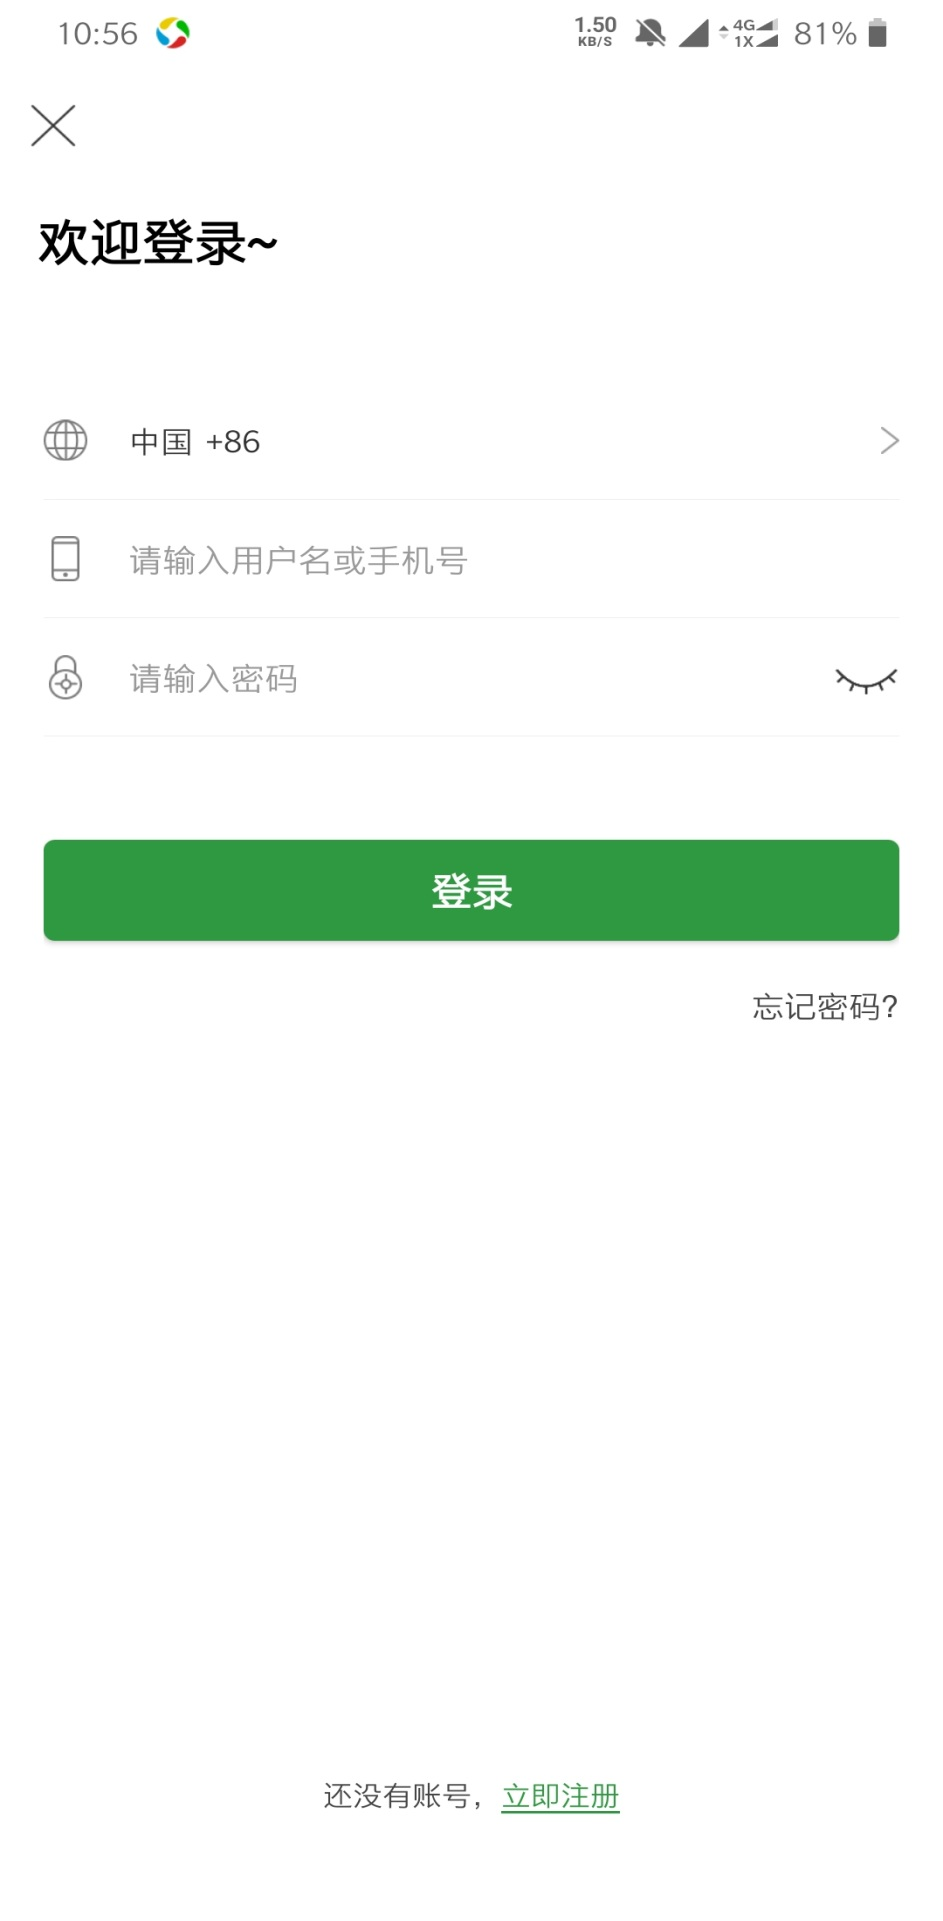 10:56
1.50
KB/S
4G
1X
81%
欢迎登录~
中国 +86
请输入用户名或手机号
请输入密码
登录
忘记密码?
还没有账号，立即注册